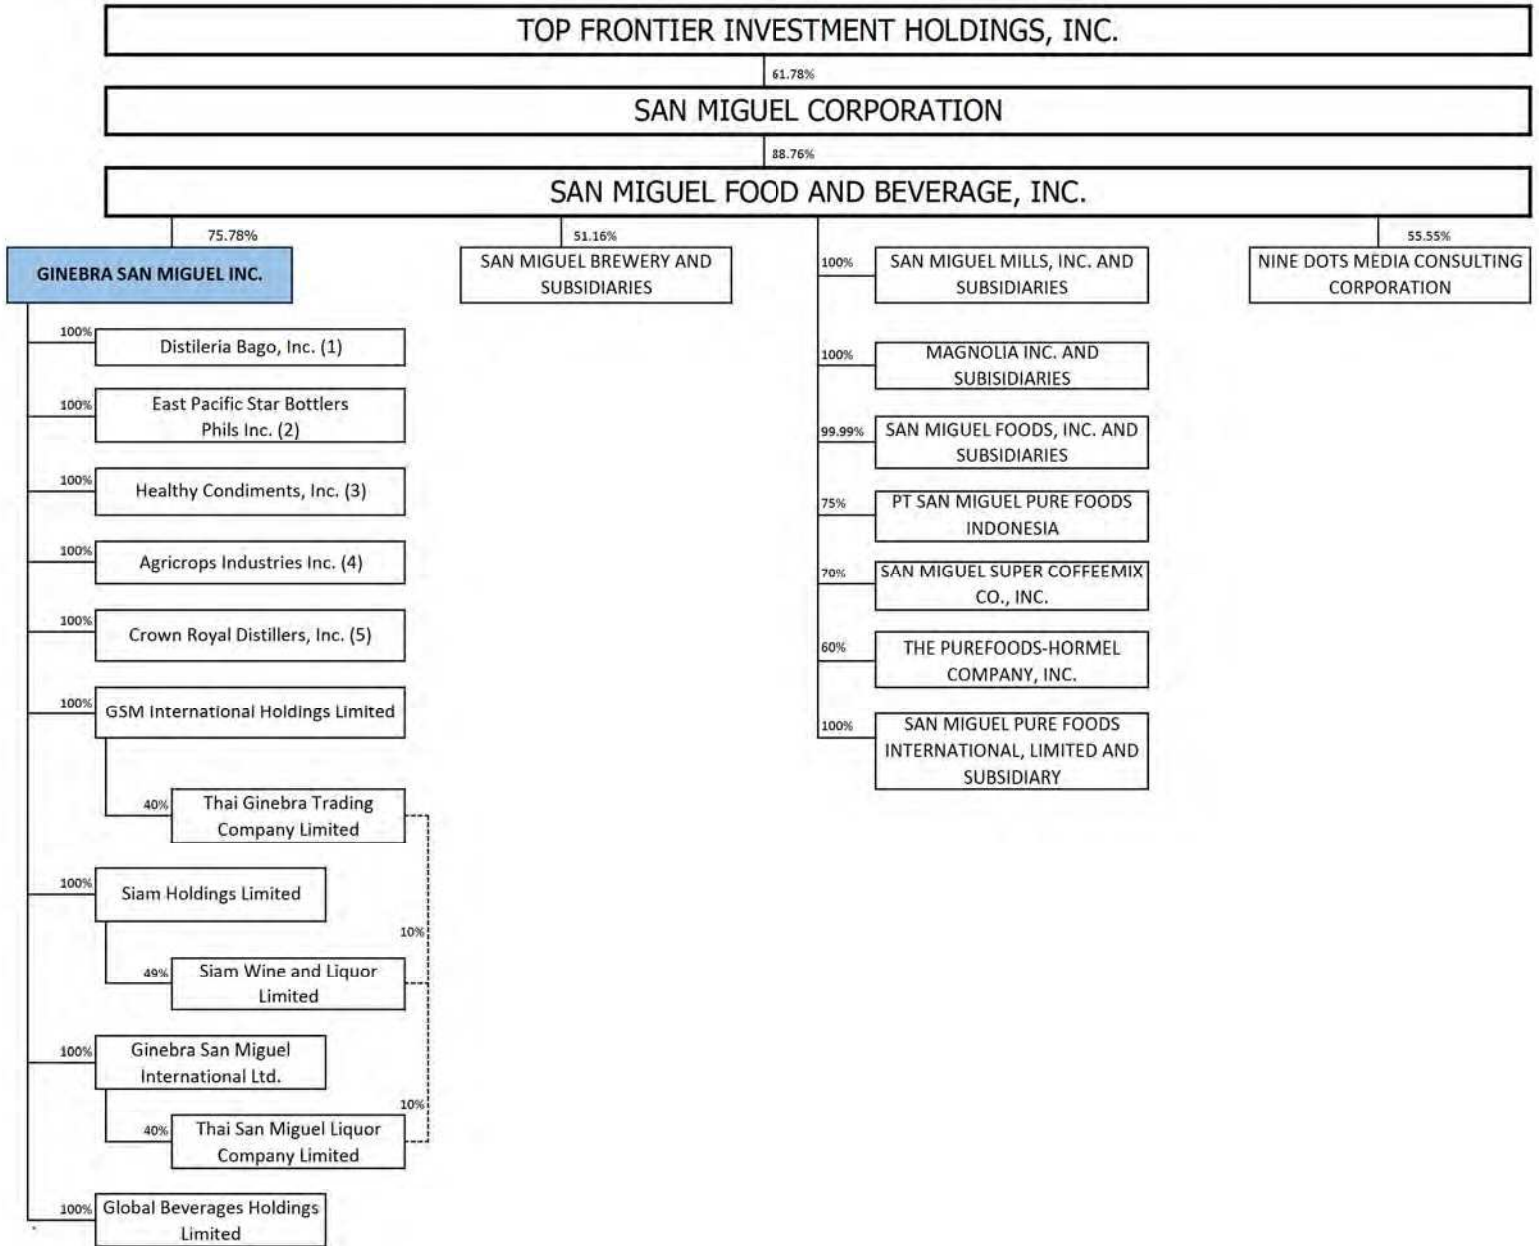 TOP FRONTIER INVESTMENT HOLDINGS, INC.
61.78%
SAN MIGUEL CORPORATION
88.76%
SAN MIGUEL FOOD AND BEVERAGE, INC.
75.78%
GINEBRA SAN MIGUEL INC.
100%
Distileria Bago, Inc. (1)
100%
East Pacific Star Bottlers
Phils Inc. (2)
100%
Healthy Condiments, Inc. (3)
100%
Agricrops Industries Inc. (4)
100%
Crown Royal Distillers, Inc. (5)
100%
GSM International Holdings Limited
40%
Thai Ginebra Trading
Company Limited
100%
Siam Holdings Limited
10%
49%
Siam Wine and Liquor
Limited
100%
Ginebra San Miguel
International Ltd.
10%
40%
Thai San Miguel Liquor
Company Limited
100%
Global Beverages Holdings
Limited
51.16%
SAN MIGUEL BREWERY AND
SUBSIDIARIES
100%
SAN MIGUEL MILLS, INC. AND
SUBSIDIARIES
100%
MAGNOLIA INC. AND
SUBISIDIARIES
99.99%
SAN MIGUEL FOODS, INC. AND
SUBSIDIARIES
75%
PT SAN MIGUEL PURE FOODS
INDONESIA
70%
SAN MIGUEL SUPER COFFEEMIX
CO., INC.
60%
THE PUREFOODS-HORMEL
COMPANY, INC.
100%
SAN MIGUEL PURE FOODS
INTERNATIONAL, LIMITED AND
SUBSIDIARY
55.55%
NINE DOTS MEDIA CONSULTING
CORPORATION